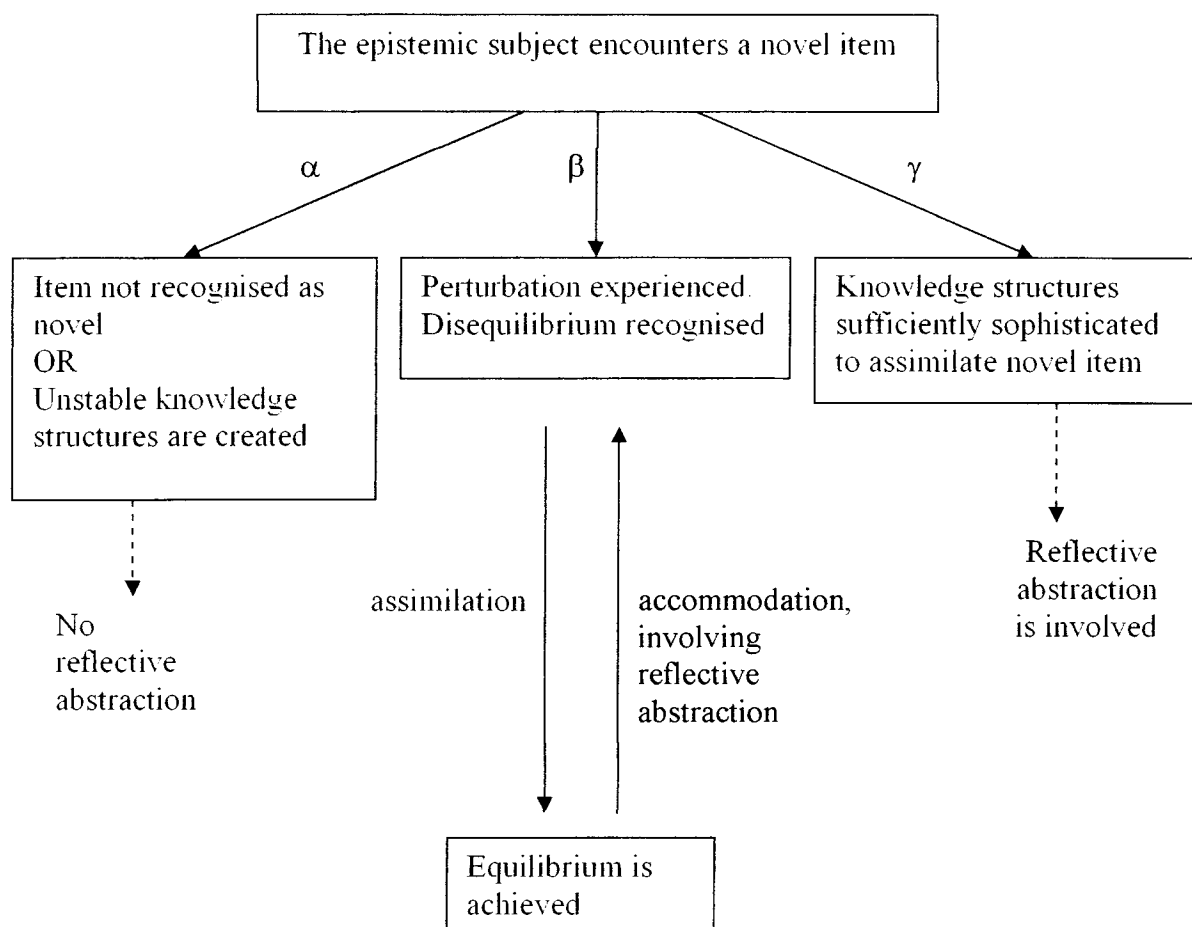 The epistemic subject encounters a novel item
α
β
γ
Item not recognised as
novel
OR
Unstable knowledge
structures are created
Perturbation experienced.
Disequilibrium recognised
Knowledge structures
sufficiently sophisticated
to assimilate novel item
No
reflective
abstraction
assimilation
accommodation,
involving
reflective
abstraction
Reflective
abstraction
is involved
Equilibrium is
achieved